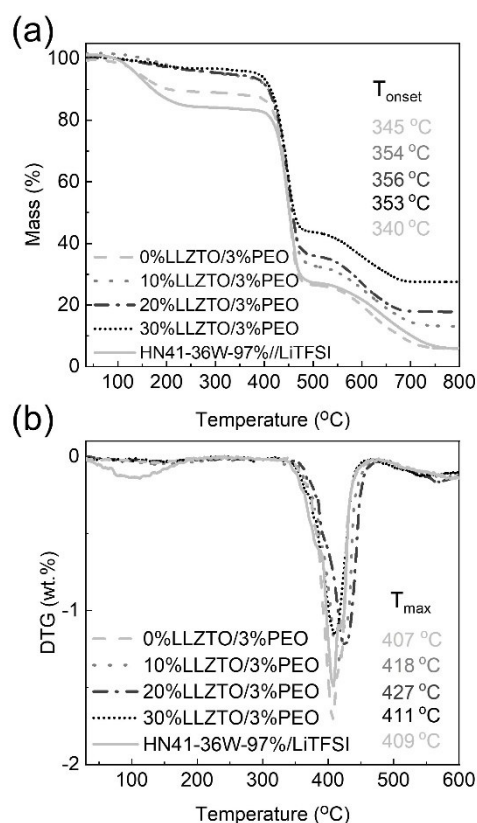 (a)
100
80
60
40
20
0
Mass (%)
T onset
345 °C
354 °C
356 °C
353 °C
340 °C
0%LLZTO/3%PEO
10%LLZTO/3%PEO
20%LLZTO/3%PEO
30%LLZTO/3%PEO
HN41-36W-97%//LiTFSI
100 200 300 400 500 600 700 800
Temperature (°C)
(b)
0
-1
-2
DTG (wt.%)
T max
407 °C
418 °C
427 °C
411 °C
409 °C
0%LLZTO/3%PEO
10%LLZTO/3%PEO
20%LLZTO/3%PEO
30%LLZTO/3%PEO
HN41-36W-97%/LiTFSI
100 200 300 400 500 600
Temperature (°C)